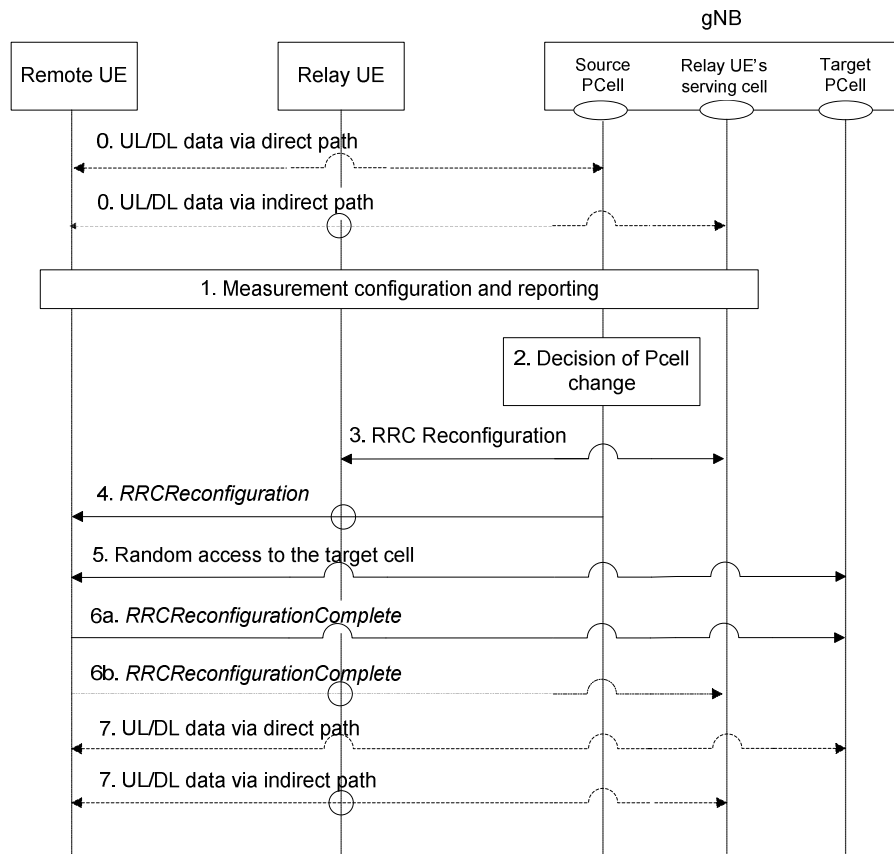 gNB
Remote UE
Relay UE
Source
PCell
Relay UE's
serving cell
Target
PCell
0. UL/DL data via direct path
0. UL/DL data via indirect path
1. Measurement configuration and reporting
2. Decision of Pcell
change
3. RRC Reconfiguration
4. RRCReconfiguration
5. Random access to the target cell
6a. RRCReconfigurationComplete
6b. RRCReconfigurationComplete
7. UL/DL data via direct path
7. UL/DL data via indirect path